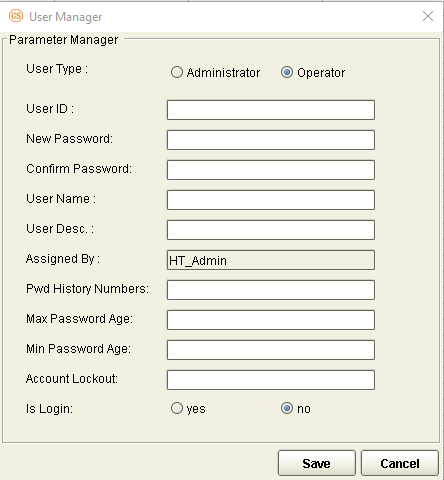 CS User Manager
Parameter Manager
User Type : Administrator Operator
User ID :
New Password:
Confirm Password:
User Name :
User Desc. :
Assigned By : HT_Admin
Pwd History Numbers:
Max Password Age:
Min Password Age:
Account Lockout:
Is Login: yes no
Save Cancel